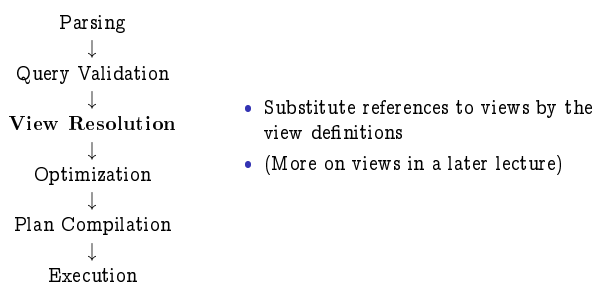 Parsing
↓
Query Validation
↓
View Resolution
↓
Optimization
↓
Plan Compilation
↓
Execution
• Substitute references to views by the
view definitions
• (More on views in a later lecture)